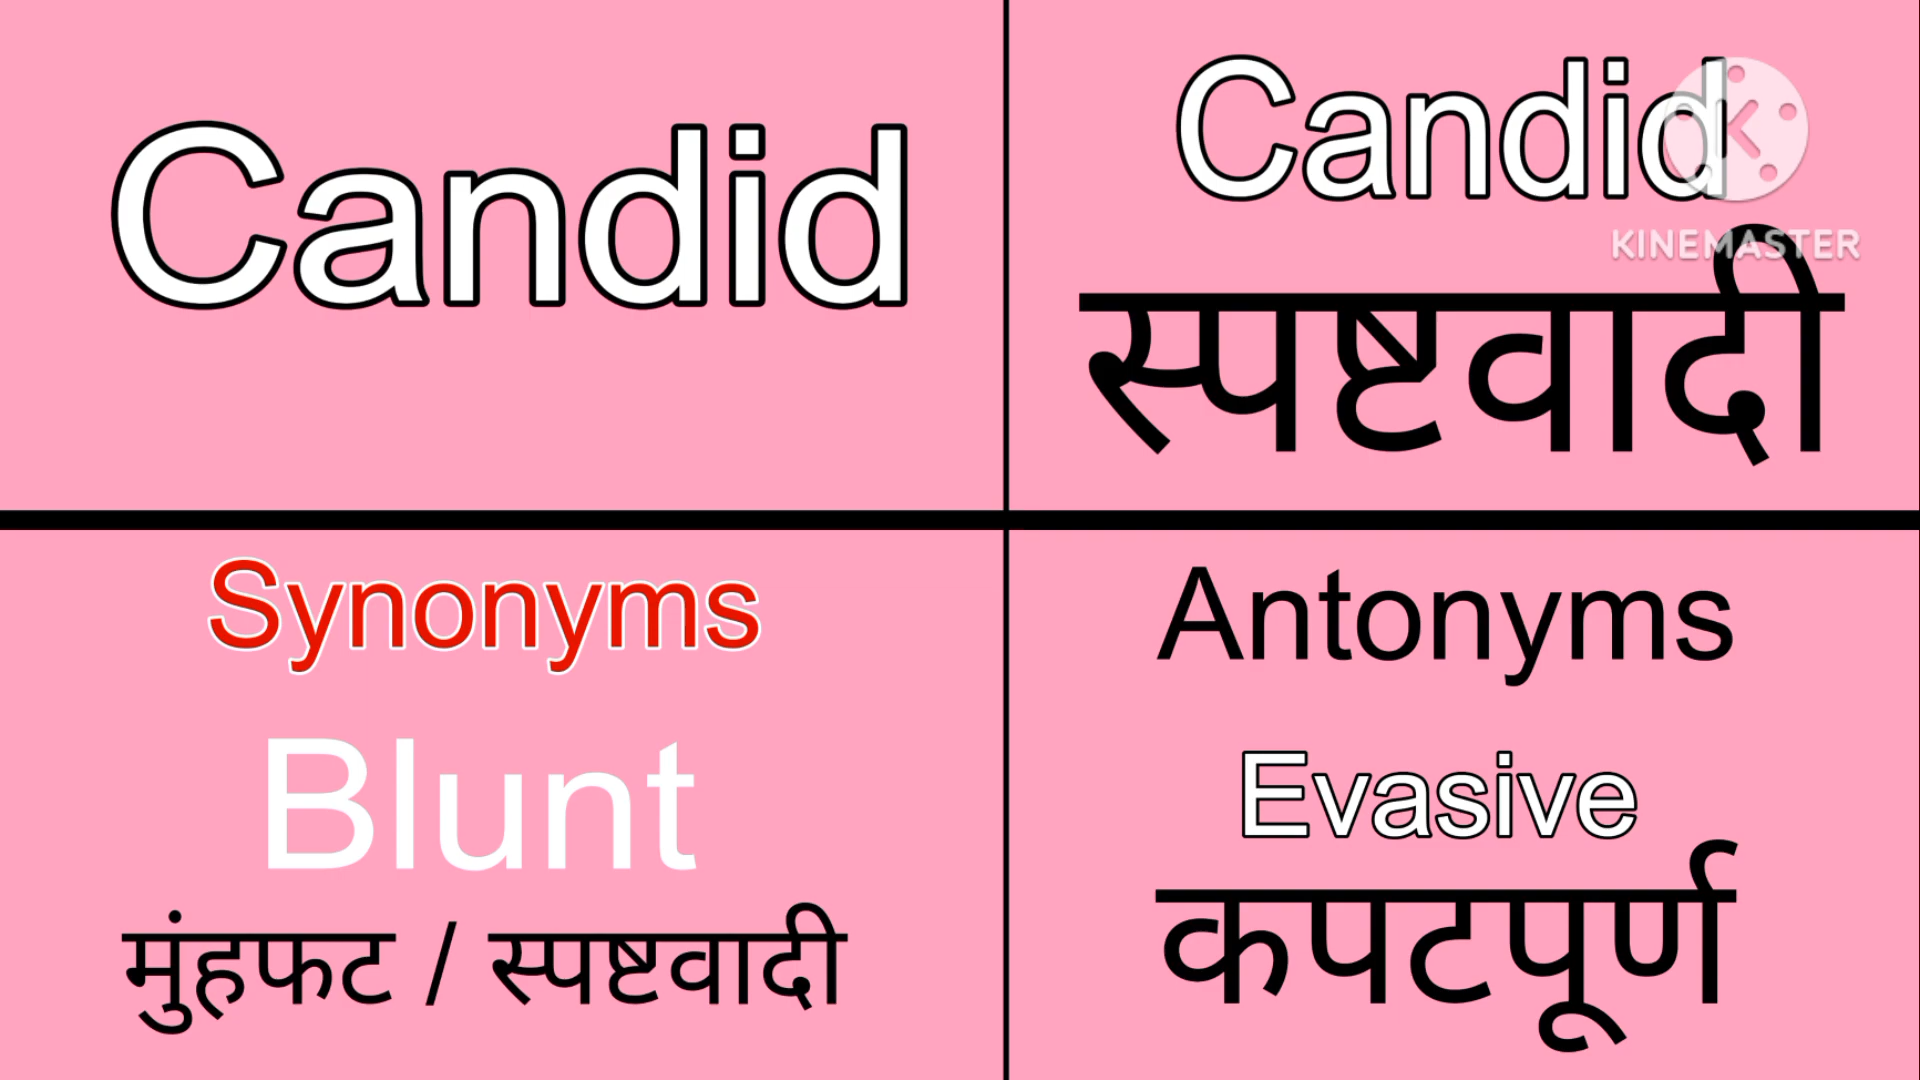 Candid
Candid
KINEMASTER
स्पष्टवादी
Synonyms
Blunt
मुंहफट / स्पष्टवादी
Antonyms
Evasive
कपटपूर्ण